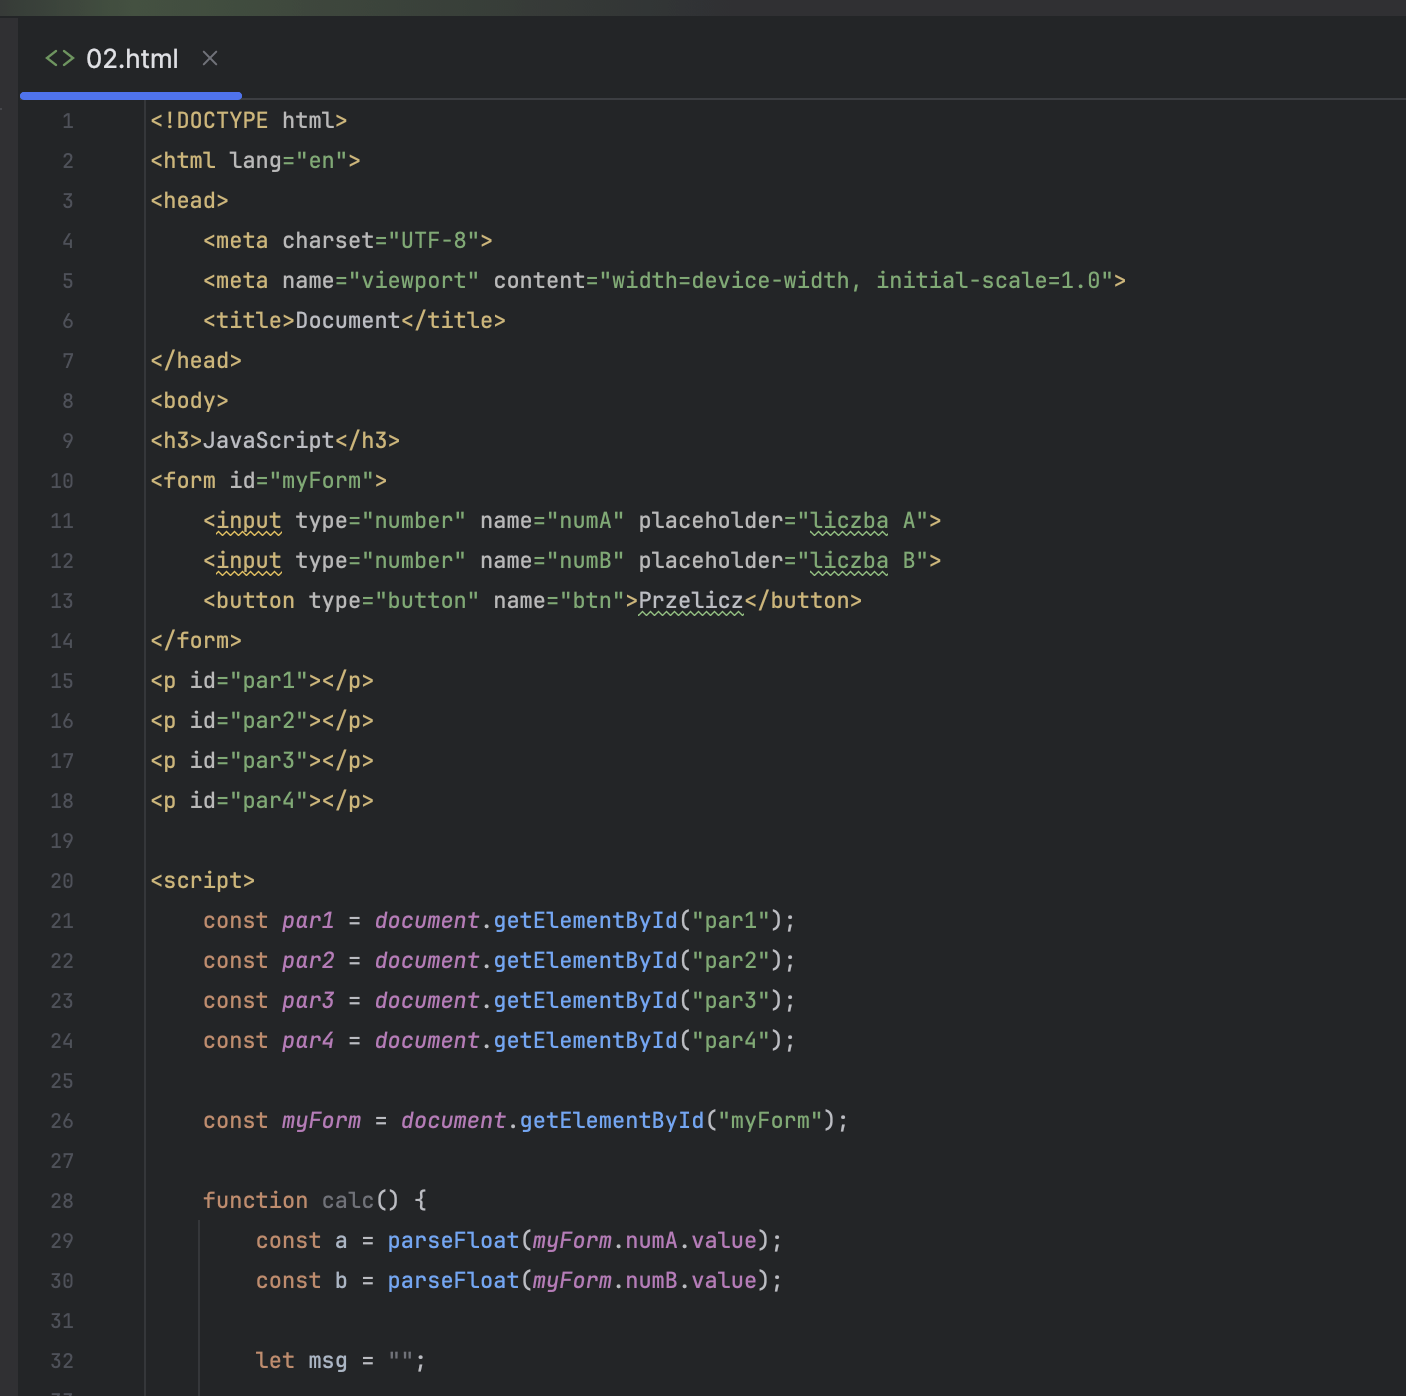 <> 02.html ×
1 <!DOCTYPE html>
2 <html lang="en">
3 <head>
4     <meta charset="UTF-8">
5     <meta name="viewport" content="width=device-width, initial-scale=1.0">
6     <title>Document</title>
7 </head>
8 <body>
9 <h3>JavaScript</h3>
10 <form id="myForm">
11     <input type="number" name="numA" placeholder="liczba A">
12     <input type="number" name="numB" placeholder="liczba B">
13     <button type="button" name="btn">Przelicz</button>
14 </form>
15 <p id="par1"></p>
16 <p id="par2"></p>
17 <p id="par3"></p>
18 <p id="par4"></p>
19
20 <script>
21     const par1 = document.getElementById("par1");
22     const par2 = document.getElementById("par2");
23     const par3 = document.getElementById("par3");
24     const par4 = document.getElementById("par4");
25
26     const myForm = document.getElementById("myForm");
27
28     function calc() {
29         const a = parseFloat(myForm.numA.value);
30         const b = parseFloat(myForm.numB.value);
31
32         let msg = "";